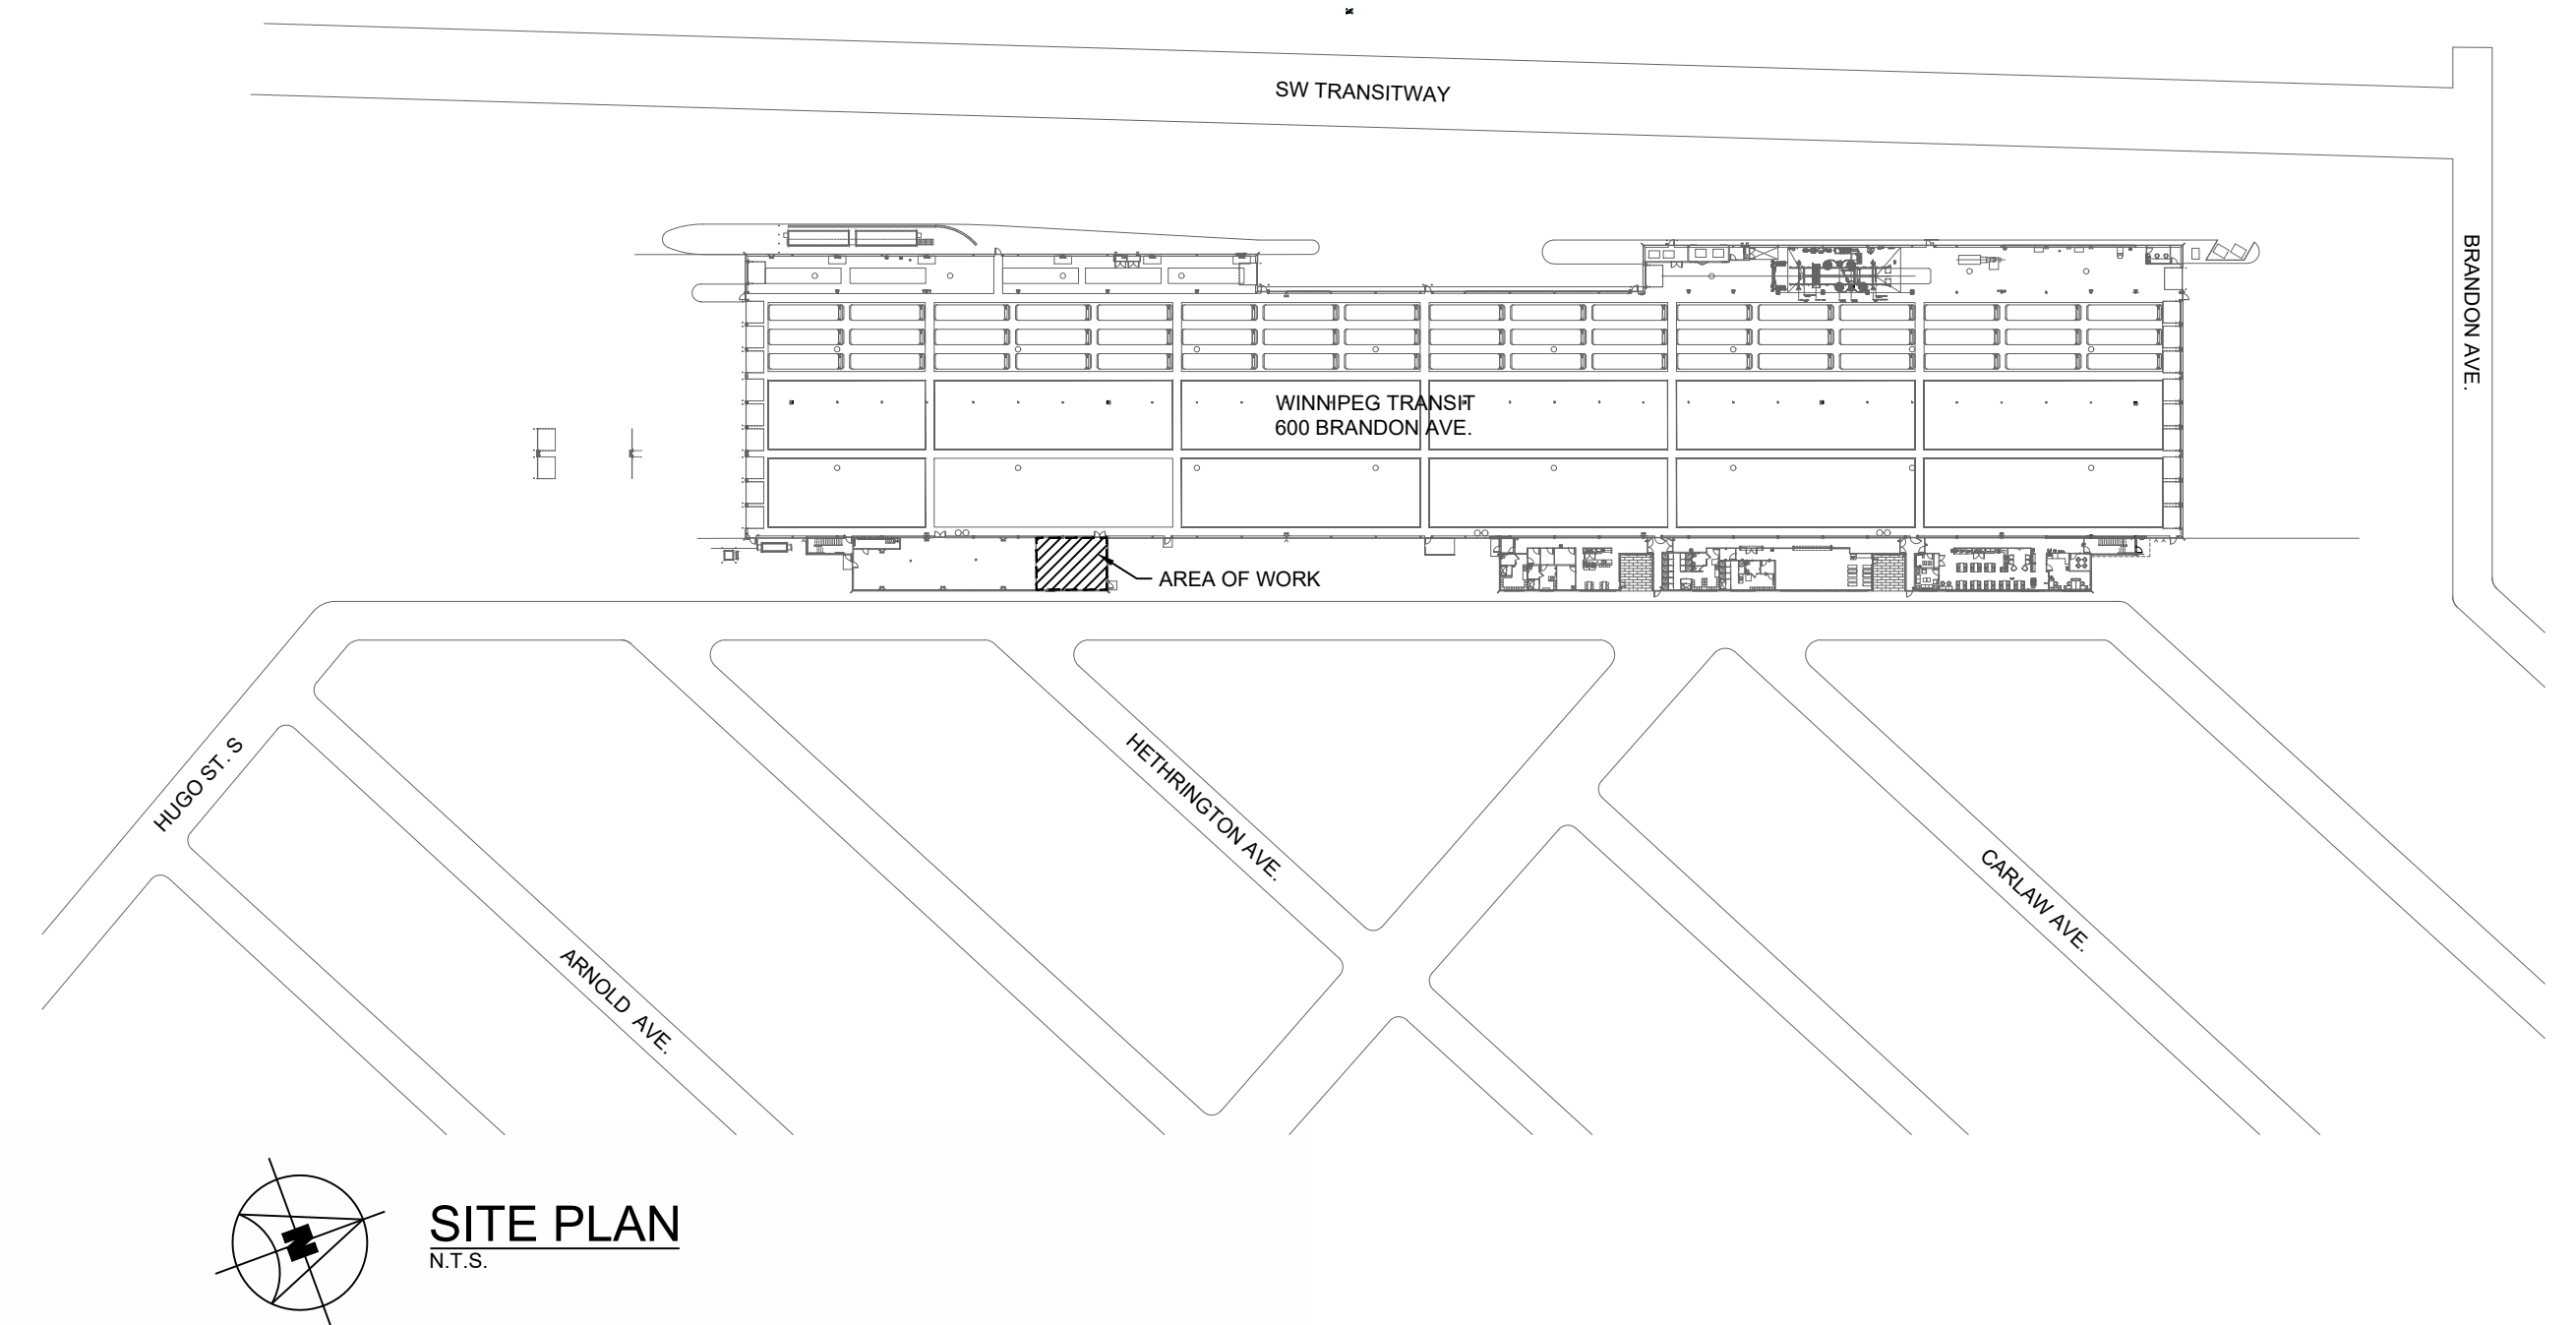 SW TRANSITWAY
BRANDON AVE.
WINNIPEG TRANSIT
600 BRANDON AVE.
AREA OF WORK
HUGO ST. S
HETHRINGTON AVE.
CARLAW AVE.
ARNOLD AVE.
N
SITE PLAN
N.T.S.